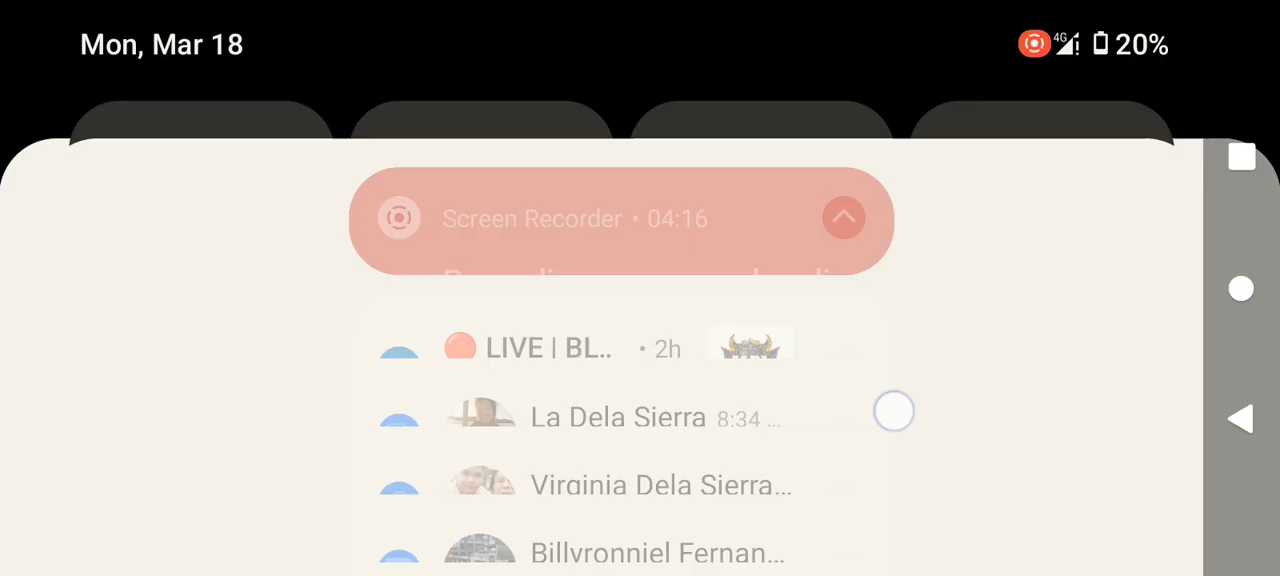 Mon, Mar 18
4G
20%
Screen Recorder • 04:16
LIVE | BL.. • 2h
La Dela Sierra 8:34 ...
Virginia Dela Sierra...
Billvronniel Fernan...